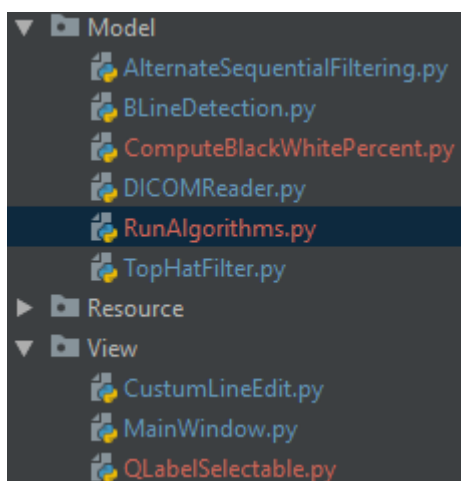 Model
AlternateSequentialFiltering.py
BLineDetection.py
ComputeBlackWhitePercent.py
DICOMReader.py
RunAlgorithms.py
TopHatFilter.py
Resource
View
CustumLineEdit.py
MainWindow.py
QLabelSelectable.py